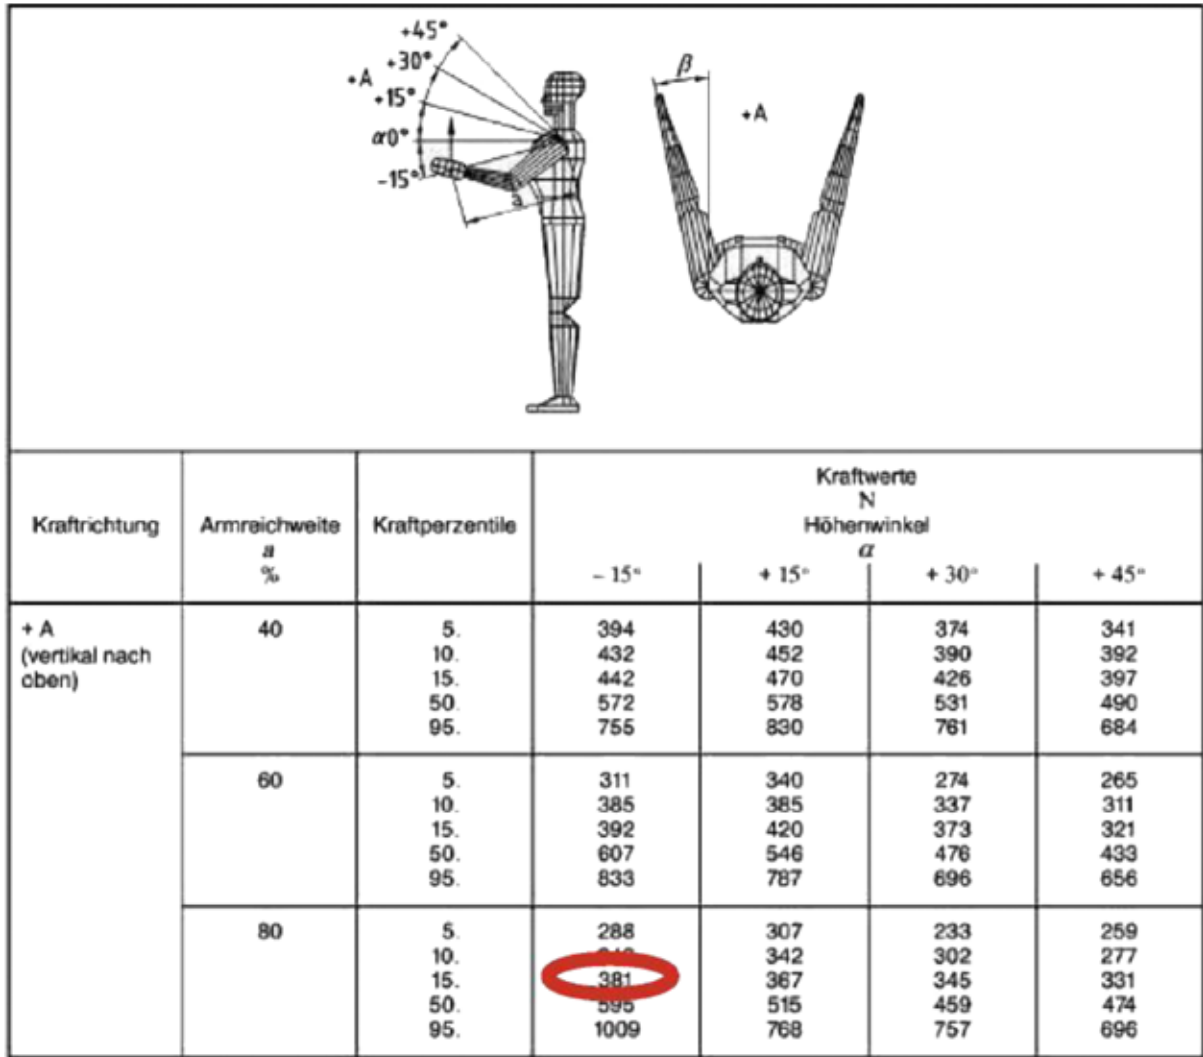 +45°
+30°
+A
+15°
α0°
-15°
a
β
+A
Kraftrichtung
Armreichweite
a
%
Kraftperzentile
Kraftwerte
N
Höhenwinkel
α
– 15° + 15° + 30° + 45°
+ A
(vertikal nach
oben)
40 5. 394 430 374 341
10. 432 452 390 392
15. 442 470 426 397
50. 572 578 531 490
95. 755 830 761 684
60 5. 311 340 274 265
10. 385 385 337 311
15. 392 420 373 321
50. 607 546 476 433
95. 833 787 696 656
80 5. 288 307 233 259
10. 342 302 277
15. 381 367 345 331
50. 595 515 459 474
95. 1009 768 757 696